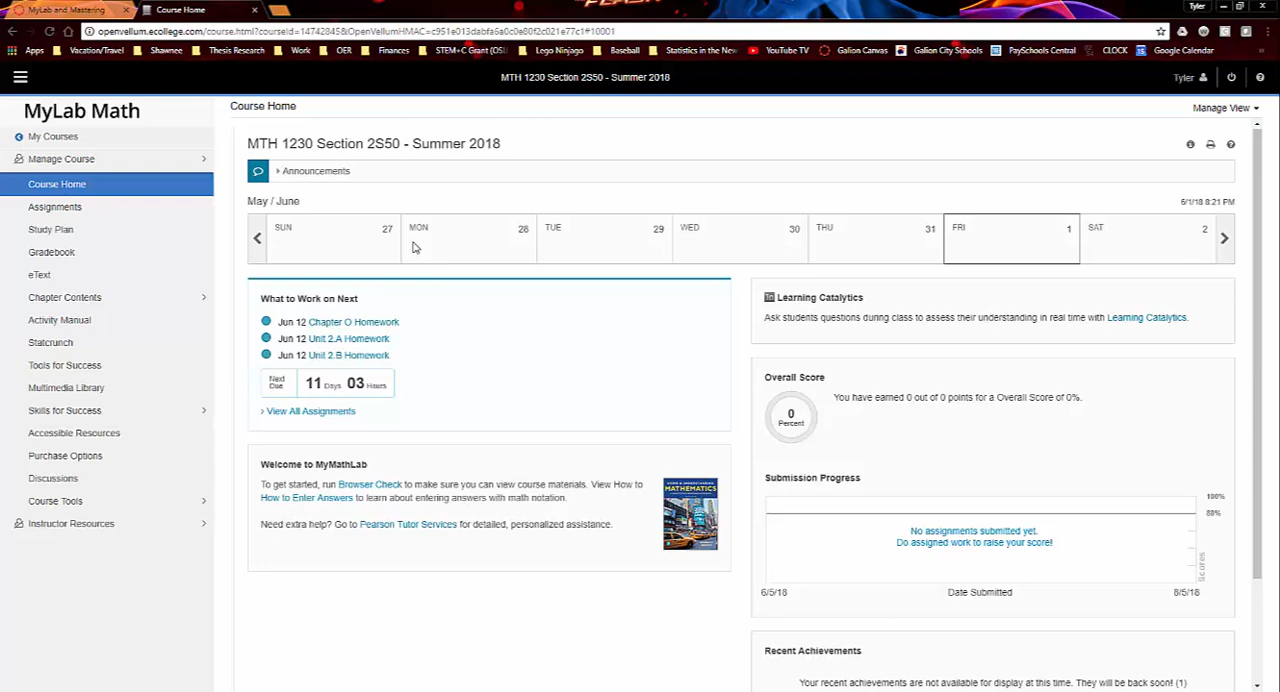 MyLab and Mastering
Course Home
Tyler
openvellum.ecollege.com/course.html?courseId=14742845&OpenVellumHMAC=c951e013dabfa6a0c0e80f2c021e77c1#10001
Apps Vacation/Travel Shawnee Thesis Research Work OER Finances STEM+C Grant (OSU Lego Ninjago Baseball Statistics in the New YouTube TV Galion Canvas Galion City Schools PaySchools Central CLOCK Google Calendar
MTH 1230 Section 2S50 - Summer 2018
Tyler
MyLab Math
My Courses
Manage Course
Course Home
Assignments
Study Plan
Gradebook
eText
Chapter Contents
Activity Manual
Statcrunch
Tools for Success
Multimedia Library
Skills for Success
Accessible Resources
Purchase Options
Discussions
Course Tools
Instructor Resources
Course Home
Manage View
MTH 1230 Section 2S50 - Summer 2018
Announcements
May / June
6/1/18 8:21 PM
SUN 27 MON 28 TUE 29 WED 30 THU 31 FRI 1 SAT 2
What to Work on Next
Jun 12 Chapter O Homework
Jun 12 Unit 2.A Homework
Jun 12 Unit 2.B Homework
Next Due 11 Days 03 Hours
View All Assignments
Welcome to MyMathLab
To get started, run Browser Check to make sure you can view course materials. View How to
How to Enter Answers to learn about entering answers with math notation.
Need extra help? Go to Pearson Tutor Services for detailed, personalized assistance.
MATHEMATICS
Learning Catalytics
Ask students questions during class to assess their understanding in real time with Learning Catalytics.
Overall Score
0
Percent
You have earned 0 out of 0 points for a Overall Score of 0%.
Submission Progress
100%
80%
No assignments submitted yet.
Do assigned work to raise your score!
Scores
6/5/18 Date Submitted 8/5/18
Recent Achievements
Your recent achievements are not available for display at this time. They will be back soon! (1)